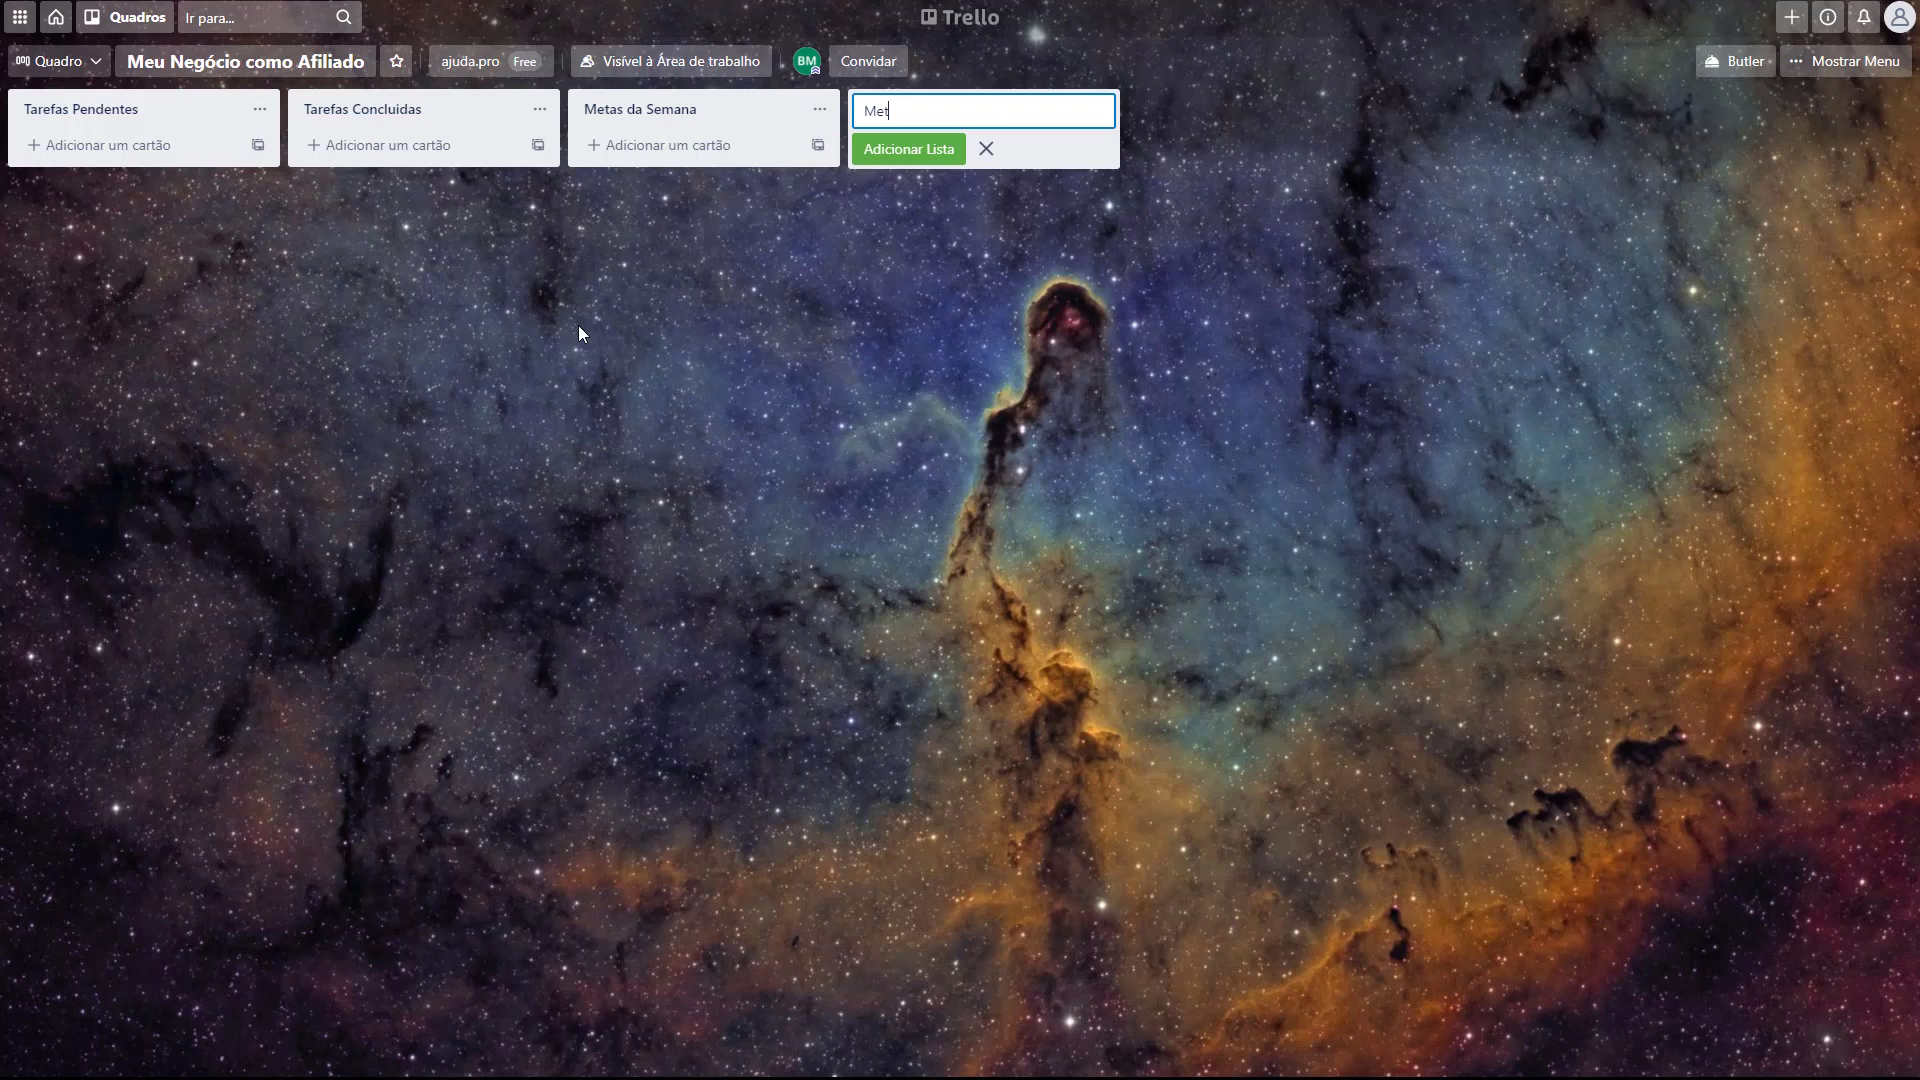 Quadros
Ir para...
Trello
Quadro
Meu Negócio como Afiliado
ajuda.pro Free
Visível à Área de trabalho
BM
Convidar
Butler
Mostrar Menu
Tarefas Pendentes
Adicionar um cartão
Tarefas Concluidas
Adicionar um cartão
Metas da Semana
Adicionar um cartão
Met
Adicionar Lista